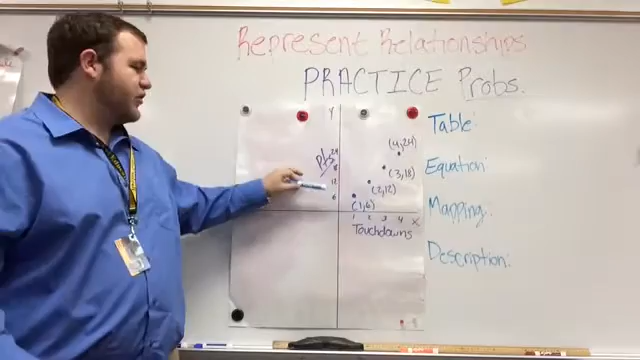 Represent Relationships
PRACTICE Probs.
Y
pts
24
18
12
6
(4,24)
(3,18)
(2,12)
(1,6)
1 2 3 4 X
Touchdowns
Table:
Equation:
Mapping:
Description: